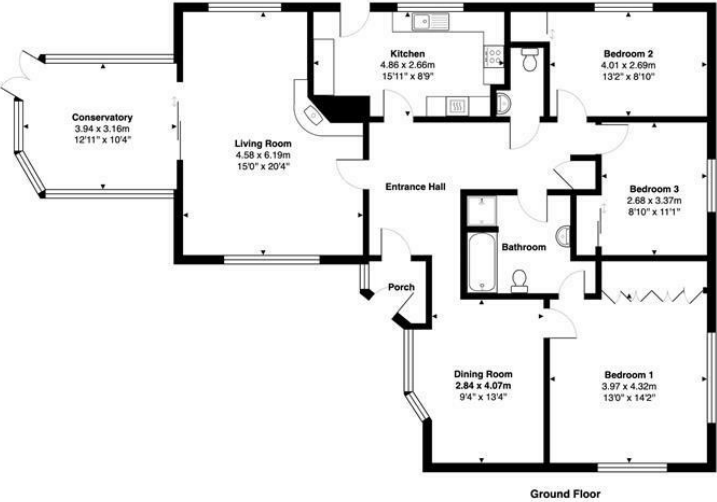 Kitchen
4.86 x 2.66m
15'11" x 8'9"
Bedroom 2
4.01 x 2.69m
13'2" x 8'10"
Conservatory
3.94 x 3.16m
12'11" x 10'4"
Living Room
4.58 x 6.19m
15'0" x 20'4"
Entrance Hall
Bedroom 3
2.68 x 3.37m
8'10" x 11'1"
Bathroom
Porch
Dining Room
2.84 x 4.07m
9'4" x 13'4"
Bedroom 1
3.97 x 4.32m
13'0" x 14'2"
Ground Floor